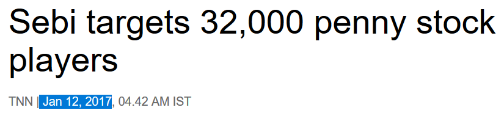 Sebi targets 32,000 penny stock
players
TNN | Jan 12, 2017, 04.42 AM IST